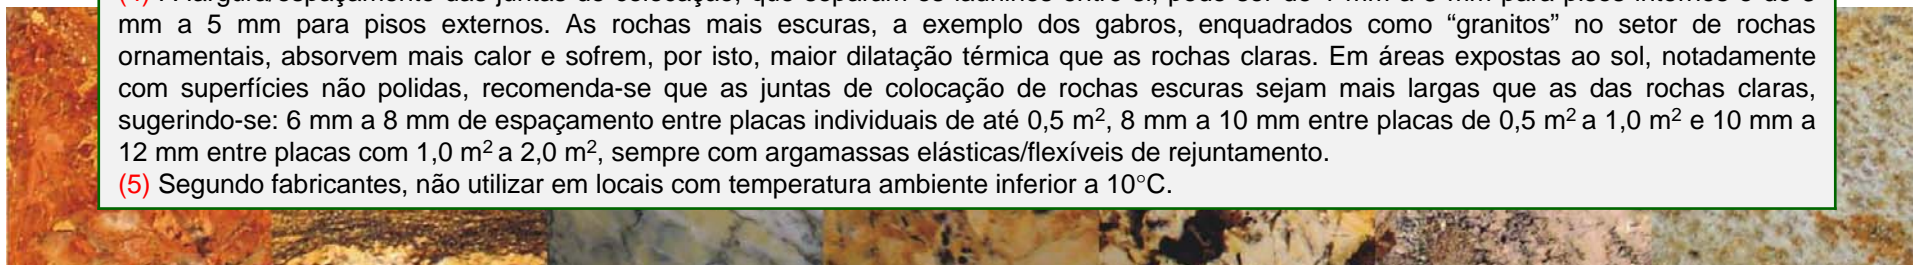 mm a 5 mm para pisos externos. As rochas mais escuras, a exemplo dos gabros, enquadrados como “granitos” no setor de rochas
ornamentais, absorvem mais calor e sofrem, por isto, maior dilatação térmica que as rochas claras. Em áreas expostas ao sol, notadamente
com superfícies não polidas, recomenda-se que as juntas de colocação de rochas escuras sejam mais largas que as das rochas claras,
sugerindo-se: 6 mm a 8 mm de espaçamento entre placas individuais de até 0,5 m², 8 mm a 10 mm entre placas de 0,5 m² a 1,0 m² e 10 mm a
12 mm entre placas com 1,0 m² a 2,0 m², sempre com argamassas elásticas/flexíveis de rejuntamento.
(5) Segundo fabricantes, não utilizar em locais com temperatura ambiente inferior a 10°C.